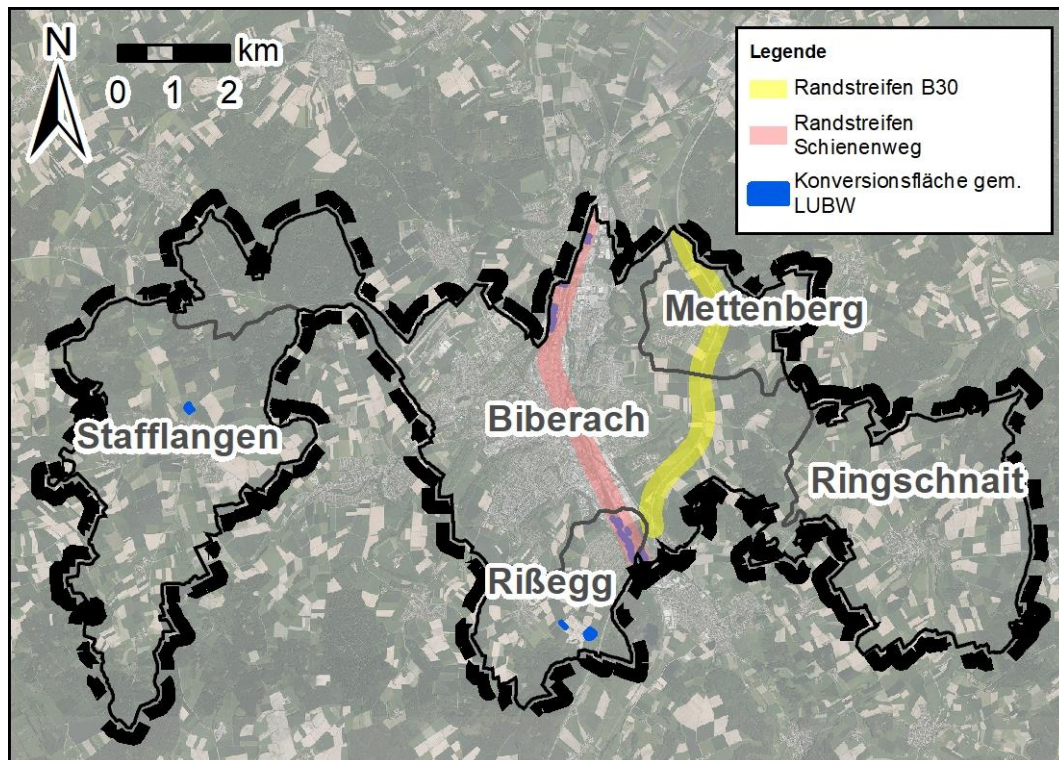 N
km
0 1 2
Legende
Randstreifen B30
Randstreifen
Schienenweg
Konversionsfläche gem.
LUBW
Mettenberg
Biberach
Stafflangen
Ringschnait
Rißegg